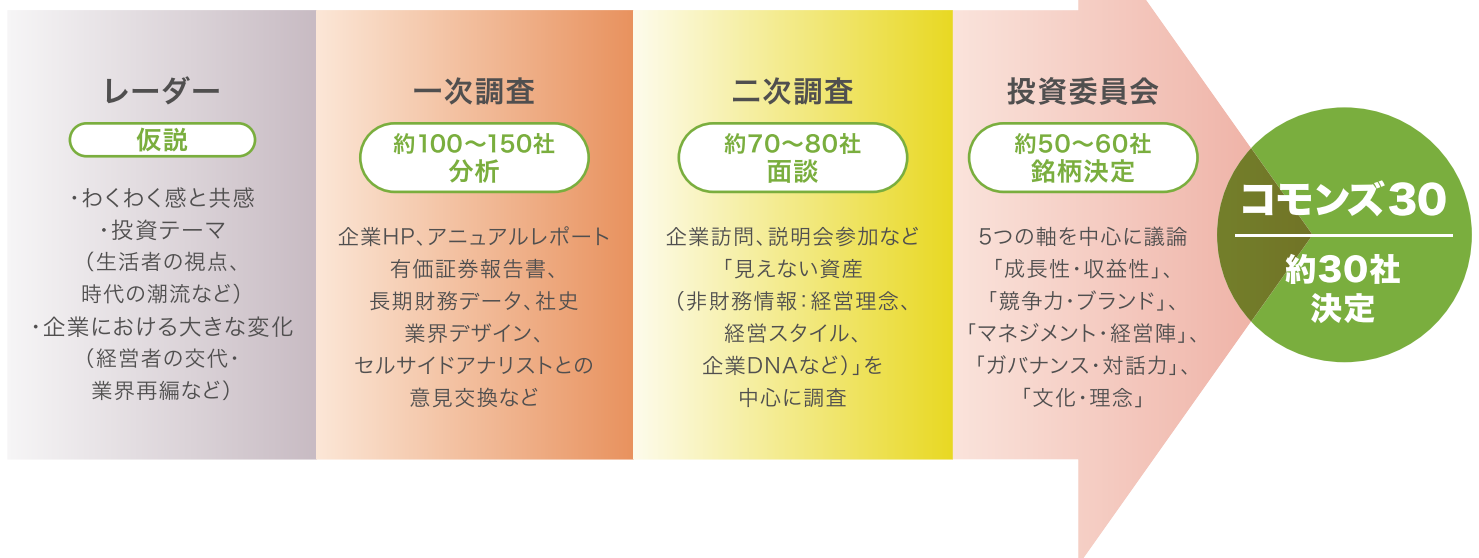 レーダー
仮説
・わくわく感と共感
・投資テーマ
（生活者の視点、
時代の潮流など）
・企業における大きな変化
（経営者の交代・
業界再編など）
一次調査
約100〜150社
分析
企業HP、アニュアルレポート
有価証券報告書、
長期財務データ、社史
業界デザイン、
セルサイドアナリストとの
意見交換など
二次調査
約70〜80社
面談
企業訪問、説明会参加など
「見えない資産
（非財務情報：経営理念、
経営スタイル、
企業DNAなど）」を
中心に調査
投資委員会
約50〜60社
銘柄決定
5つの軸を中心に議論
「成長性・収益性」、
「競争力・ブランド」、
「マネジメント・経営陣」、
「ガバナンス・対話力」、
「文化・理念」
コモンズ30
約30社
決定